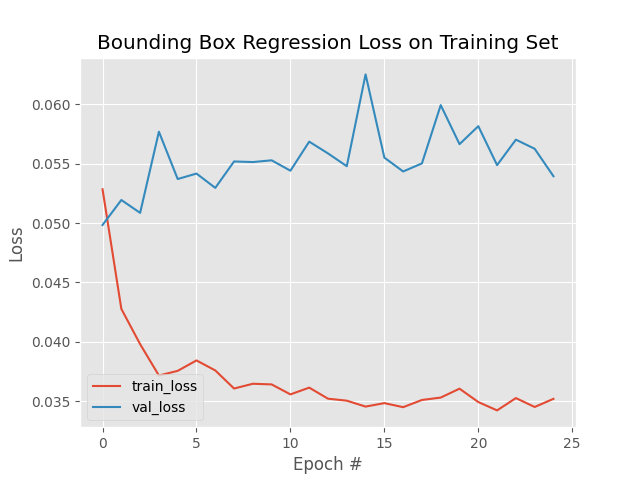 Bounding Box Regression Loss on Training Set
0.060
0.055
0.050
0.045
0.040
0.035
Loss
train_loss
val_loss
0 5 10 15 20 25
Epoch #